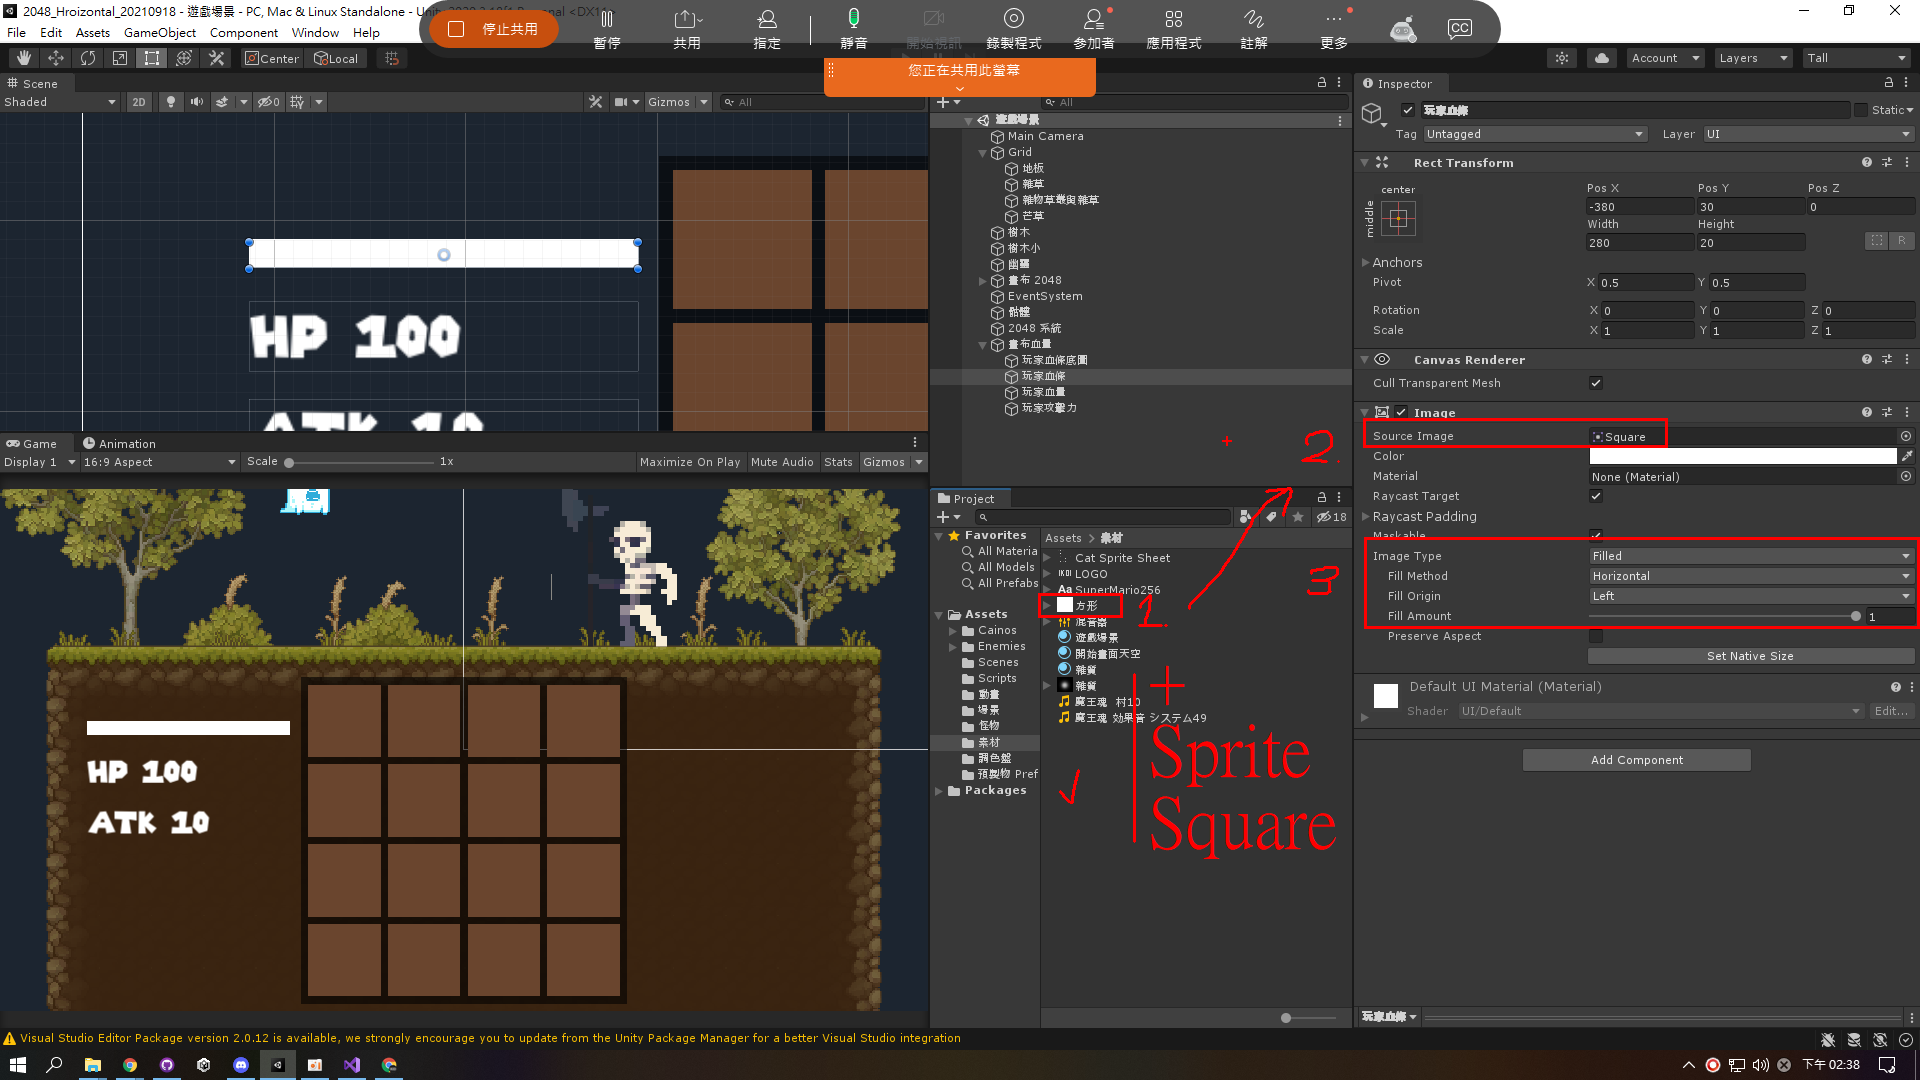 2048_Hroizontal_20210918 - 遊戲場景 - PC, Mac & Linux Standalone - Unity
<DX11>
停止共用
暫停
共用
指定
靜音
開始視訊
錄製程式
參加者
應用程式
註解
更多
CC
您正在共用此螢幕
File Edit Assets GameObject Component Window Help
Center Local
Account Layers Tall
Scene
Shaded 2D 0 Gizmos All
HP 100
ATK 10
Game Animation
Display 1 16:9 Aspect Scale 1x Maximize On Play Mute Audio Stats Gizmos
HP 100
ATK 10
All
遊戲場景
Main Camera
Grid
地板
雜草
雜物草叢與雜草
芒草
樹木
樹木小
幽靈
畫布 2048
EventSystem
骷髏
2048 系統
畫布血量
玩家血條底圖
玩家血條
玩家血量
玩家攻擊力
2.
Project
18
Favorites
All Materia
All Models
All Prefabs
Assets
Cainos
Enemies
Scenes
Scripts
動畫
場景
怪物
素材
調色盤
預製物 Pref
Packages
Assets > 素材
Cat Sprite Sheet
LOGO
SuperMario256
方形
混音器
遊戲場景
開始畫面天空
雜質
雜質
魔王魂 村10
魔王魂 効果音 システム49
1.
+
Sprite
Square
3
Inspector
玩家血條 Static
Tag Untagged Layer UI
Rect Transform
center
middle
Pos X Pos Y Pos Z
-380 30 0
Width Height
280 20
R
Anchors
Pivot X 0.5 Y 0.5
Rotation X 0 Y 0 Z 0
Scale X 1 Y 1 Z 1
Canvas Renderer
Cull Transparent Mesh
Image
Source Image Square
Color
Material None (Material)
Raycast Target
Raycast Padding
Maskable
Image Type Filled
Fill Method Horizontal
Fill Origin Left
Fill Amount 1
Preserve Aspect
Set Native Size
Default UI Material (Material)
Shader UI/Default Edit...
Add Component
玩家血條
Visual Studio Editor Package version 2.0.12 is available, we strongly encourage you to update from the Unity Package Manager for a better Visual Studio integration
下午 02:38